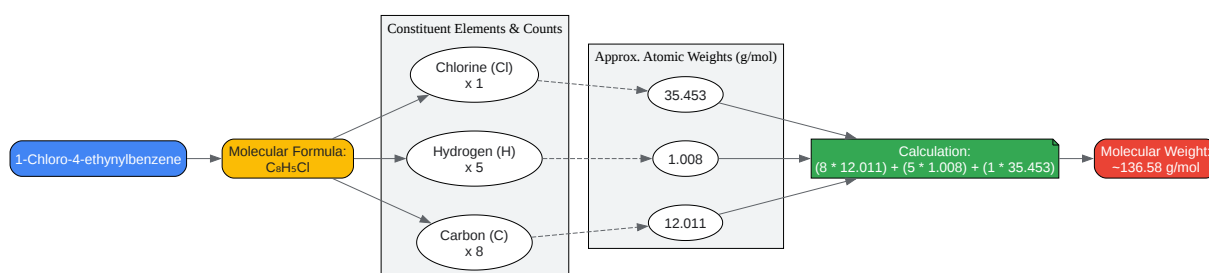 1-Chloro-4-ethynylbenzene
Molecular Formula:
C₈H₅Cl
Constituent Elements & Counts
Chlorine (Cl)
x 1
Hydrogen (H)
x 5
Carbon (C)
x 8
Approx. Atomic Weights (g/mol)
35.453
1.008
12.011
Calculation:
(8 * 12.011) + (5 * 1.008) + (1 * 35.453)
Molecular Weight:
~136.58 g/mol